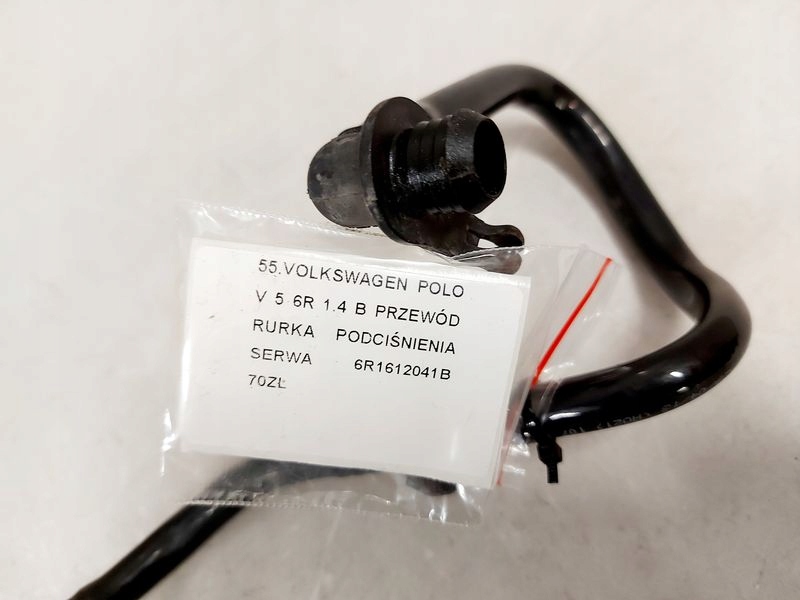 55.VOLKSWAGEN POLO
V 5 6R 1.4 B PRZEWÓD
RURKA PODCIŚNIENIA
SERWA 6R1612041B
70ZŁ